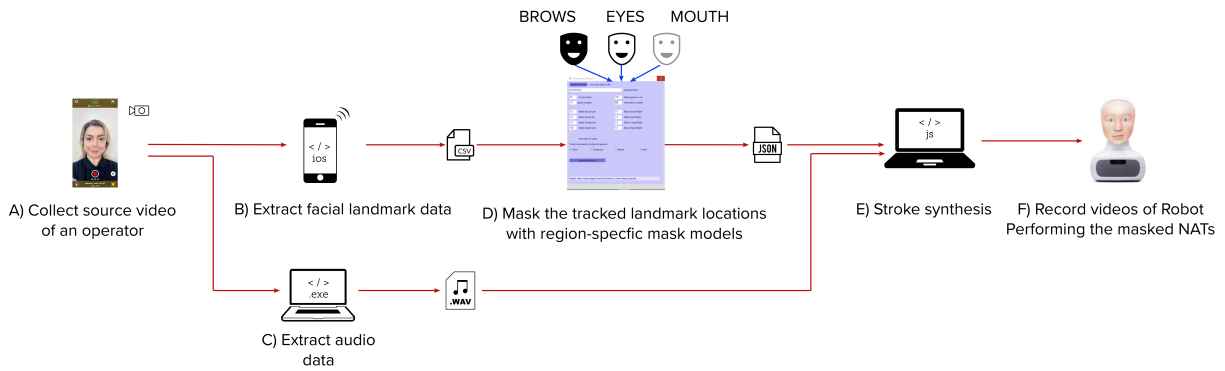 BROWS EYES MOUTH
</>
ios
CSV
JSON
</>
js
A) Collect source video
of an operator
B) Extract facial landmark data
D) Mask the tracked landmark locations
with region-specfic mask models
E) Stroke synthesis
F) Record videos of Robot
Performing the masked NATs
</>
.exe
.WAV
C) Extract audio
data